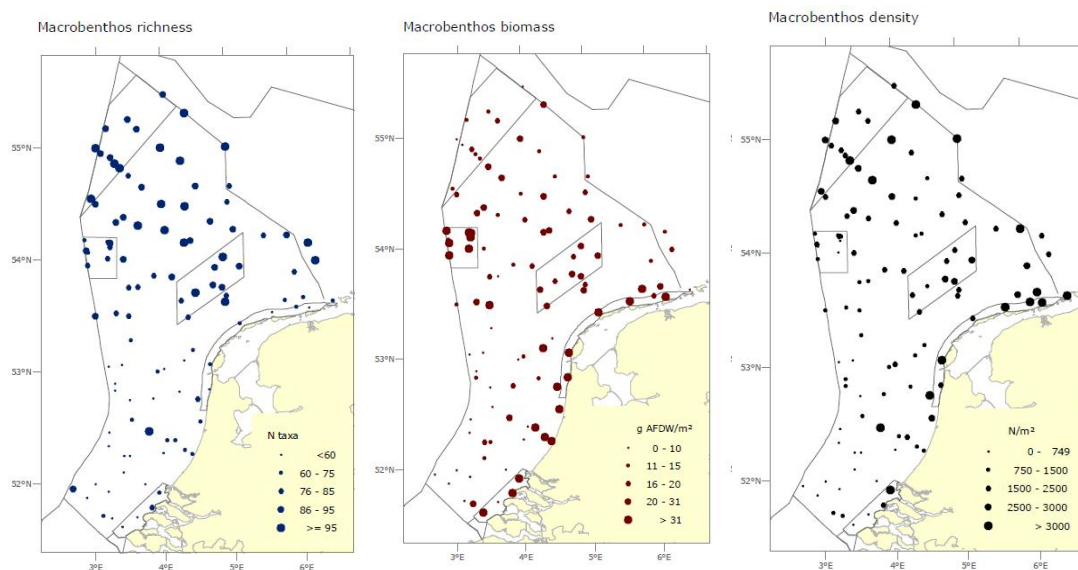 Macrobenthos richness
55°N
54°N
53°N
52°N
3°E
4°E
5°E
6°E
N taxa
<60
60 - 75
76 - 85
86 - 95
>= 95
Macrobenthos biomass
55°N
54°N
53°N
52°N
3°E
4°E
5°E
6°E
g AFDW/m²
0 - 10
11 - 15
16 - 20
20 - 31
> 31
Macrobenthos density
55°N
54°N
53°N
52°N
3°E
4°E
5°E
6°E
N/m²
0 - 749
750 - 1500
1500 - 2500
2500 - 3000
> 3000